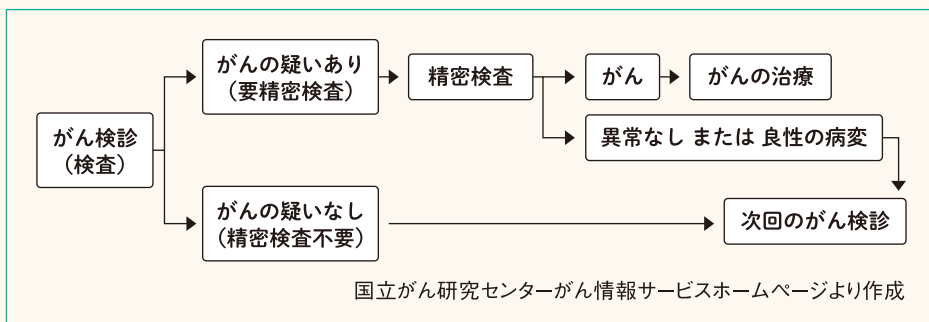 がん検診
（検査）
がんの疑いあり
（要精密検査）
精密検査
がん
がんの治療
異常なし または 良性の病変
がんの疑いなし
（精密検査不要）
次回のがん検診
国立がん研究センターがん情報サービスホームページより作成